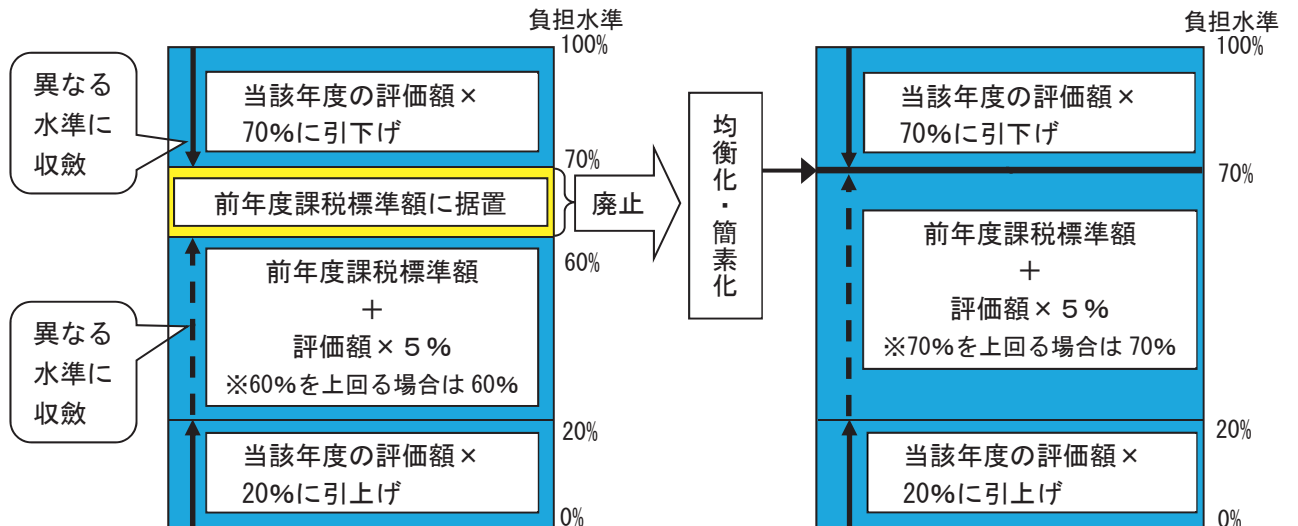 負担水準
100%
異なる
水準に
収斂
当該年度の評価額×
70%に引下げ
70%
前年度課税標準額に据置
廃止
60%
前年度課税標準額
＋
評価額×５%
※60%を上回る場合は 60%
異なる
水準に
収斂
20%
当該年度の評価額×
20%に引上げ
0%
均衡化・簡素化
負担水準
100%
当該年度の評価額×
70%に引下げ
70%
前年度課税標準額
＋
評価額×５%
※70%を上回る場合は 70%
20%
当該年度の評価額×
20%に引上げ
0%